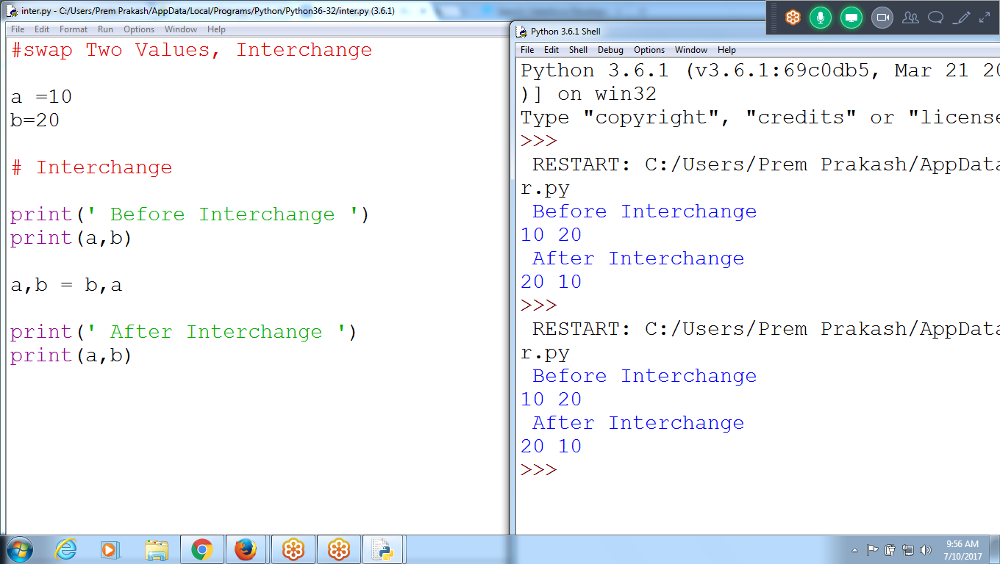 inter.py - C:/Users/Prem Prakash/AppData/Local/Programs/Python/Python36-32/inter.py (3.6.1)
File Edit Format Run Options Window Help
#swap Two Values, Interchange
a =10
b=20
# Interchange
print(' Before Interchange ')
print(a,b)
a,b = b,a
print(' After Interchange ')
print(a,b)
Python 3.6.1 Shell
File Edit Shell Debug Options Window Help
Python 3.6.1 (v3.6.1:69c0db5, Mar 21 20
)] on win32
Type "copyright", "credits" or "license
>>>
RESTART: C:/Users/Prem Prakash/AppData
r.py
Before Interchange
10 20
After Interchange
20 10
>>>
RESTART: C:/Users/Prem Prakash/AppData
r.py
Before Interchange
10 20
After Interchange
20 10
>>>
9:56 AM
7/10/2017